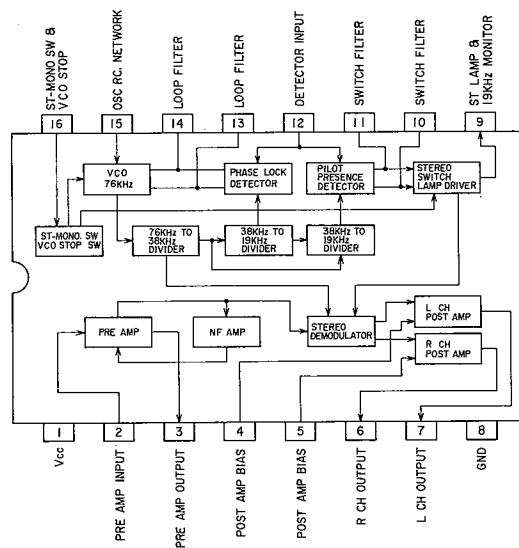 ST-MONO SW &
VCO STOP
OSC RC. NETWORK
LOOP FILTER
LOOP FILTER
DETECTOR INPUT
SWITCH FILTER
SWITCH FILTER
ST LAMP &
19KHz MONITOR
16
15
14
13
12
11
10
9
VCO
76KHz
PHASE LOCK
DETECTOR
PILOT
PRESENCE
DETECTOR
STEREO
SWITCH
LAMP DRIVER
ST-MONO. SW
VCO STOP SW
76KHz TO
38KHz
DIVIDER
38KHz TO
19KHz
DIVIDER
38KHz TO
19KHz
DIVIDER
PRE AMP
NF AMP
STEREO
DEMODULATOR
L CH
POST AMP
R CH
POST AMP
1
2
3
4
5
6
7
8
Vcc
PRE AMP INPUT
PRE AMP OUTPUT
POST AMP BIAS
POST AMP BIAS
R CH OUTPUT
L CH OUTPUT
GND